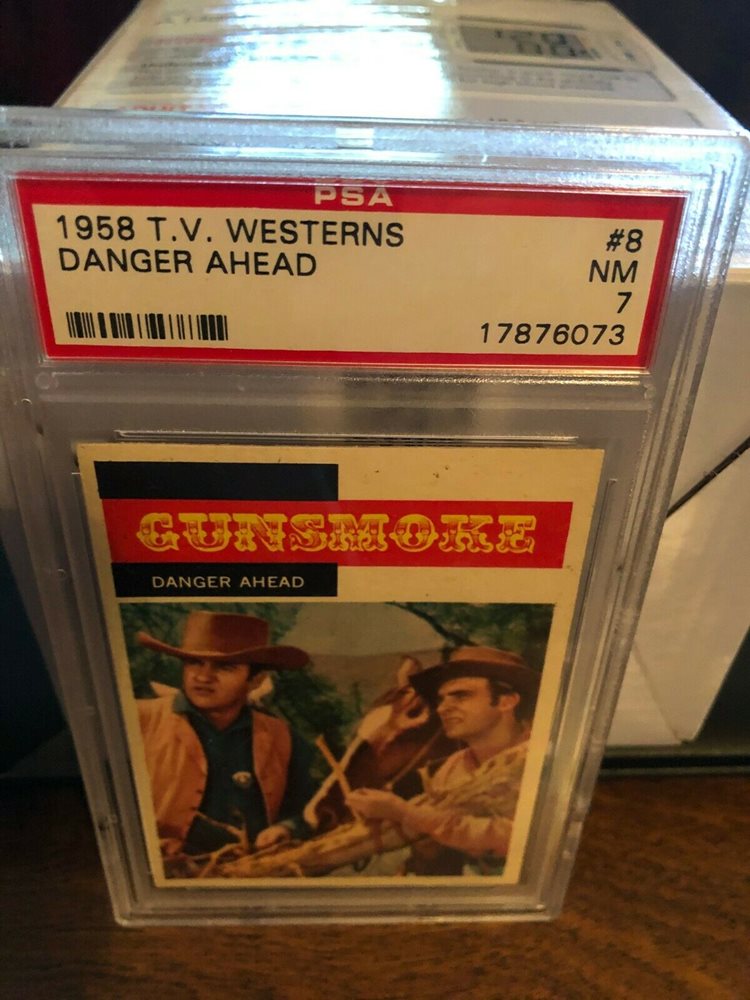 PSA
1958 T.V. WESTERNS #8
DANGER AHEAD NM
7
17876073
GUNSMOKE
DANGER AHEAD